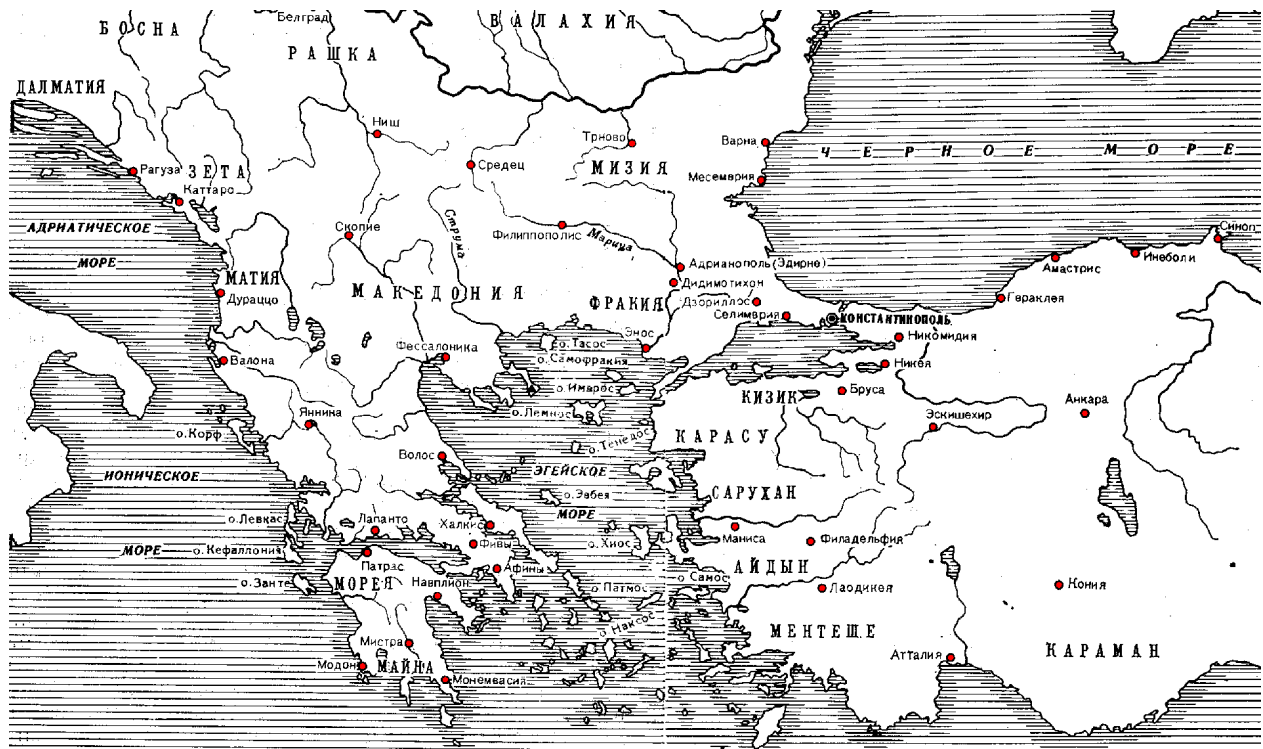 БОСНА
Белград
ВАЛАХИЯ
РАШКА
ДАЛМАТИЯ
Ниш
Трново
Варна
ЧЕРНОЕ МОРЕ
Средец
МИЗИЯ
Рагуза
ЗЕТА
Месемврия
Каттаро
Струма
Скопие
Филиппополис
Марица
АДРИАТИЧЕСКОЕ
МОРЕ
Синоп
Инеболи
Амастрис
Адрианополь (Эдирне)
Дидимотихон
МАТИЯ
Дураццо
МАКЕДОНИЯ
ФРАКИЯ
Дзориллос
Селимврия
Гераклея
КОНСТАНТИНОПОЛЬ
Энос
о. Тасос
о. Самофракия
Никомидия
Фессалоника
Валона
Никея
о. Имврос
КИЗИК
Бруса
Анкара
о. Лемнос
Эскишехир
Яннина
о. Корф
КАРАСУ
о. Тенедос
Волос
ИОНИЧЕСКОЕ
МОРЕ
ЭГЕЙСКОЕ
МОРЕ
о. Эвбея
САРУХАН
о. Левкас
Лапанто
Халкис
Маниса
Филадельфия
о. Хиос
о. Кефаллония
Фивы
Патрас
Афины
АЙДЫН
о. Занте
МОРЕЯ
Навплион
о. Патмос
о. Самос
Лаодикея
Кония
о. Наксос
МЕНТЕШЕ
Мистра
КАРАМАН
Модон
МАЙНА
Атталия
Монемвасия